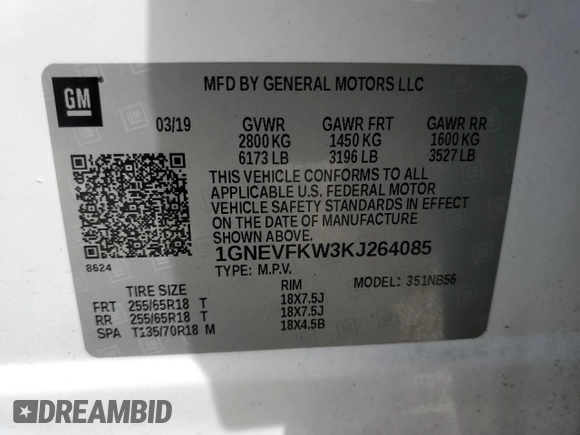 GM
MFD BY GENERAL MOTORS LLC
03/19 GVWR GAWR FRT GAWR RR
2800 KG 1450 KG 1600 KG
6173 LB 3196 LB 3527 LB
THIS VEHICLE CONFORMS TO ALL
APPLICABLE U.S. FEDERAL MOTOR
VEHICLE SAFETY STANDARDS IN EFFECT
ON THE DATE OF MANUFACTURE
SHOWN ABOVE.
1GNEVFKW3KJ264085
8624
TYPE: M.P.V. MODEL: 351NB56
TIRE SIZE RIM
FRT 255/65R18 T 18X7.5J
RR 255/65R18 T 18X7.5J
SPA T135/70R18 M 18X4.5B
DREAMBID